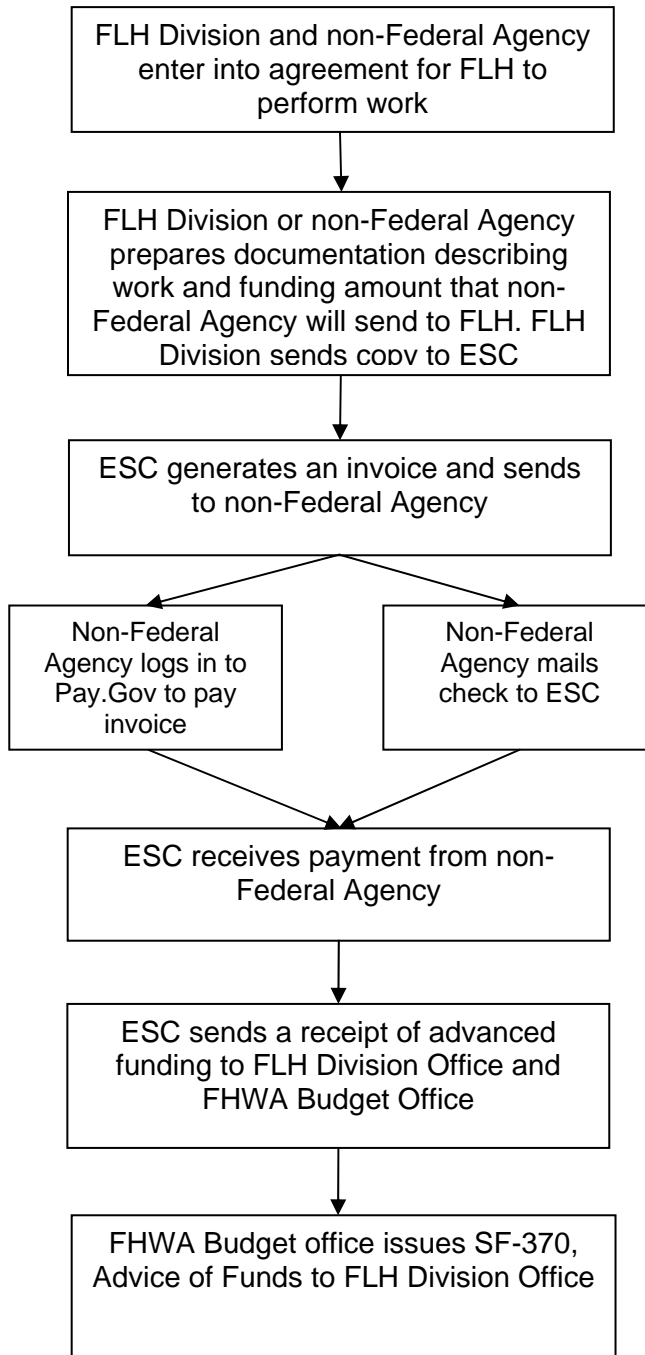 FLH Division and non-Federal Agency
enter into agreement for FLH to
perform work
FLH Division or non-Federal Agency
prepares documentation describing
work and funding amount that non-
Federal Agency will send to FLH. FLH
Division sends copy to ESC
ESC generates an invoice and sends
to non-Federal Agency
Non-Federal
Agency logs in to
Pay.Gov to pay
invoice
Non-Federal
Agency mails
check to ESC
ESC receives payment from non-
Federal Agency
ESC sends a receipt of advanced
funding to FLH Division Office and
FHWA Budget Office
FHWA Budget office issues SF-370,
Advice of Funds to FLH Division Office